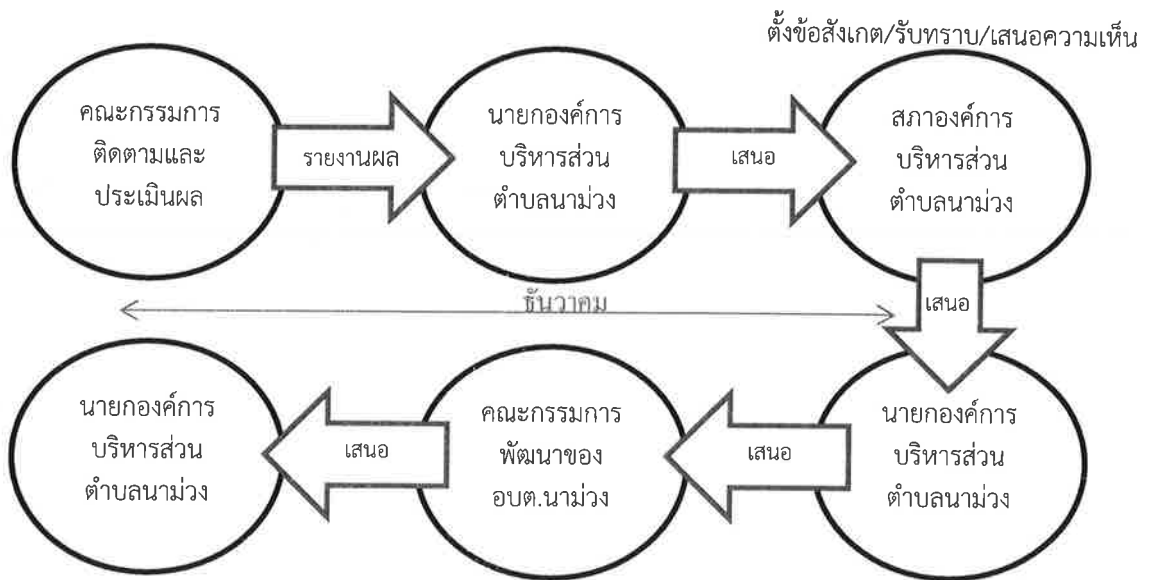 ตั้งข้อสังเกต/รับทราบ/เสนอความเห็น
คณะกรรมการ
ติดตามและ
ประเมินผล
รายงานผล
นายกองค์การ
บริหารส่วน
ตำบลนาม่วง
เสนอ
สภาองค์การ
บริหารส่วน
ตำบลนาม่วง
เสนอ
ธันวาคม
นายกองค์การ
บริหารส่วน
ตำบลนาม่วง
เสนอ
คณะกรรมการ
พัฒนาของ
อบต.นาม่วง
เสนอ
นายกองค์การ
บริหารส่วน
ตำบลนาม่วง